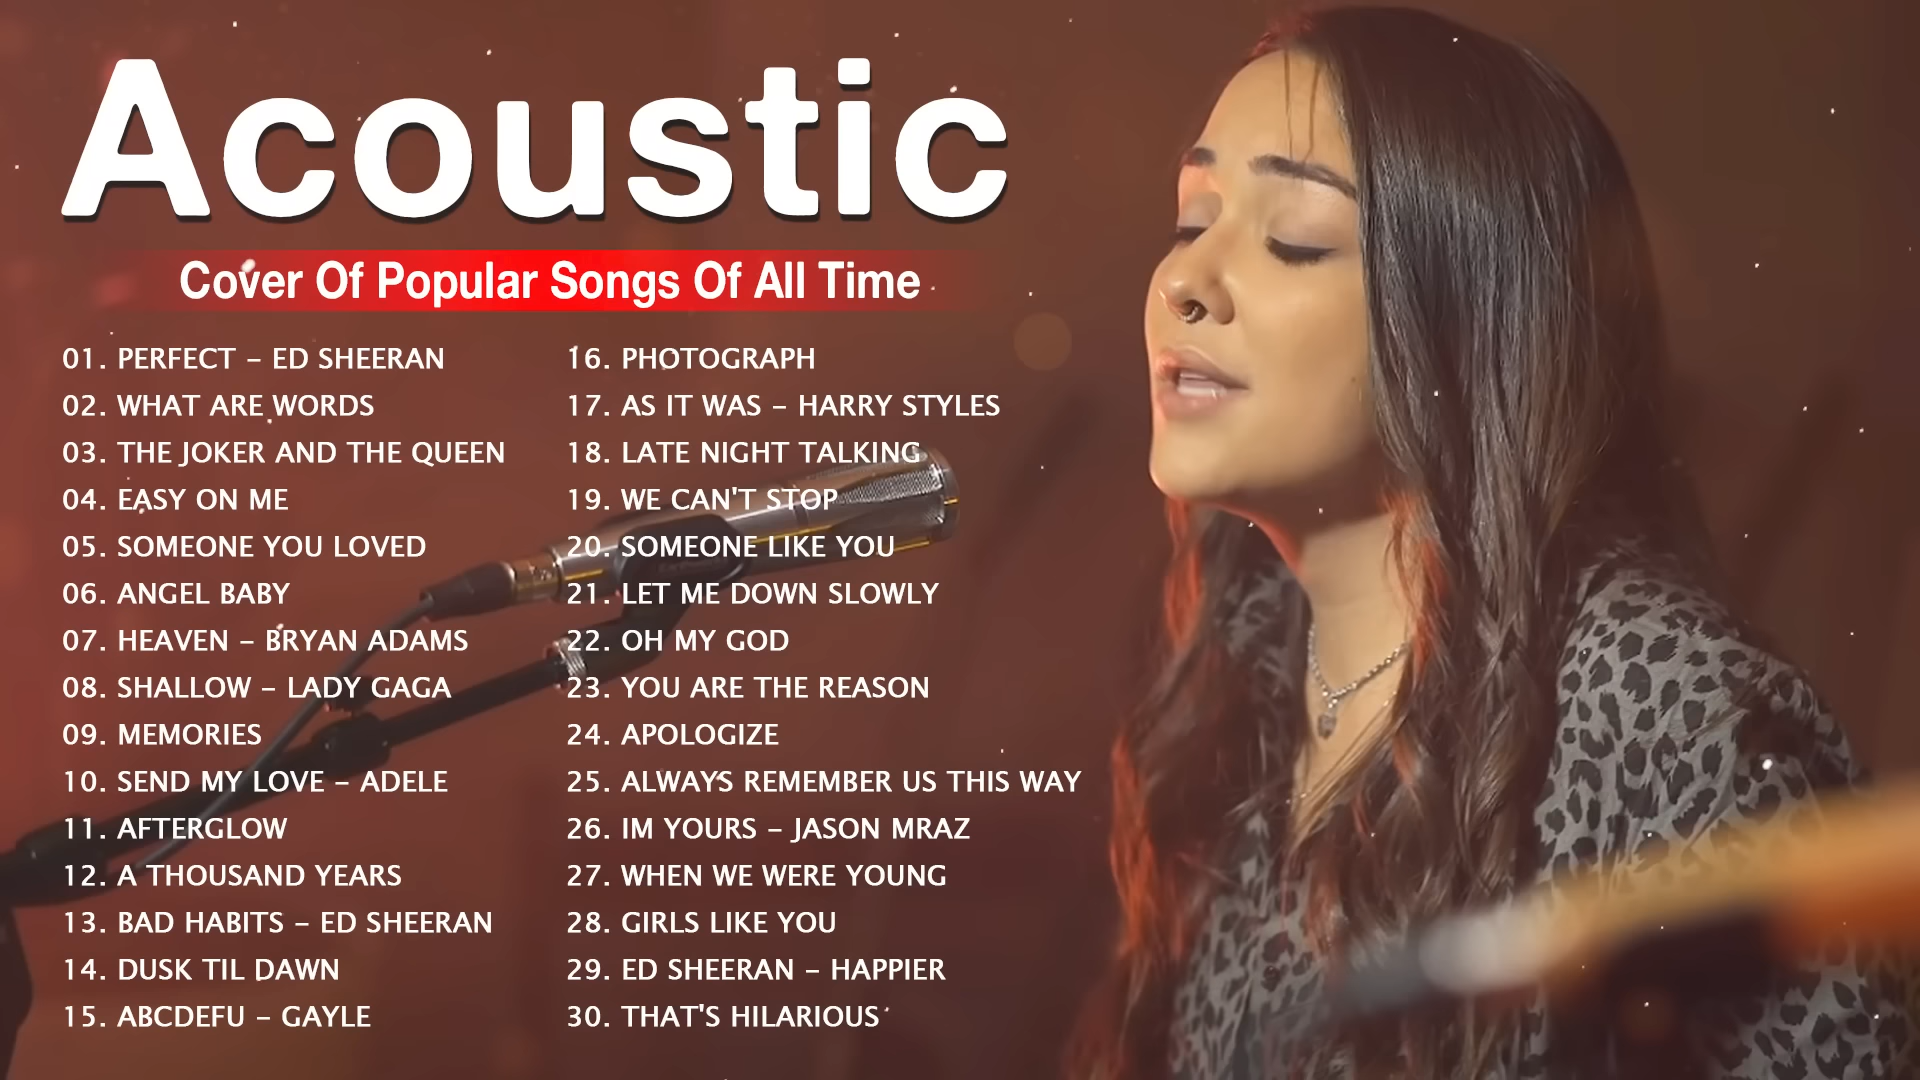 Acoustic
Cover Of Popular Songs Of All Time
01. PERFECT – ED SHEERAN
02. WHAT ARE WORDS
03. THE JOKER AND THE QUEEN
04. EASY ON ME
05. SOMEONE YOU LOVED
06. ANGEL BABY
07. HEAVEN – BRYAN ADAMS
08. SHALLOW – LADY GAGA
09. MEMORIES
10. SEND MY LOVE – ADELE
11. AFTERGLOW
12. A THOUSAND YEARS
13. BAD HABITS – ED SHEERAN
14. DUSK TIL DAWN
15. ABCDEFU – GAYLE
16. PHOTOGRAPH
17. AS IT WAS – HARRY STYLES
18. LATE NIGHT TALKING
19. WE CAN'T STOP
20. SOMEONE LIKE YOU
21. LET ME DOWN SLOWLY
22. OH MY GOD
23. YOU ARE THE REASON
24. APOLOGIZE
25. ALWAYS REMEMBER US THIS WAY
26. IM YOURS – JASON MRAZ
27. WHEN WE WERE YOUNG
28. GIRLS LIKE YOU
29. ED SHEERAN – HAPPIER
30. THAT'S HILARIOUS